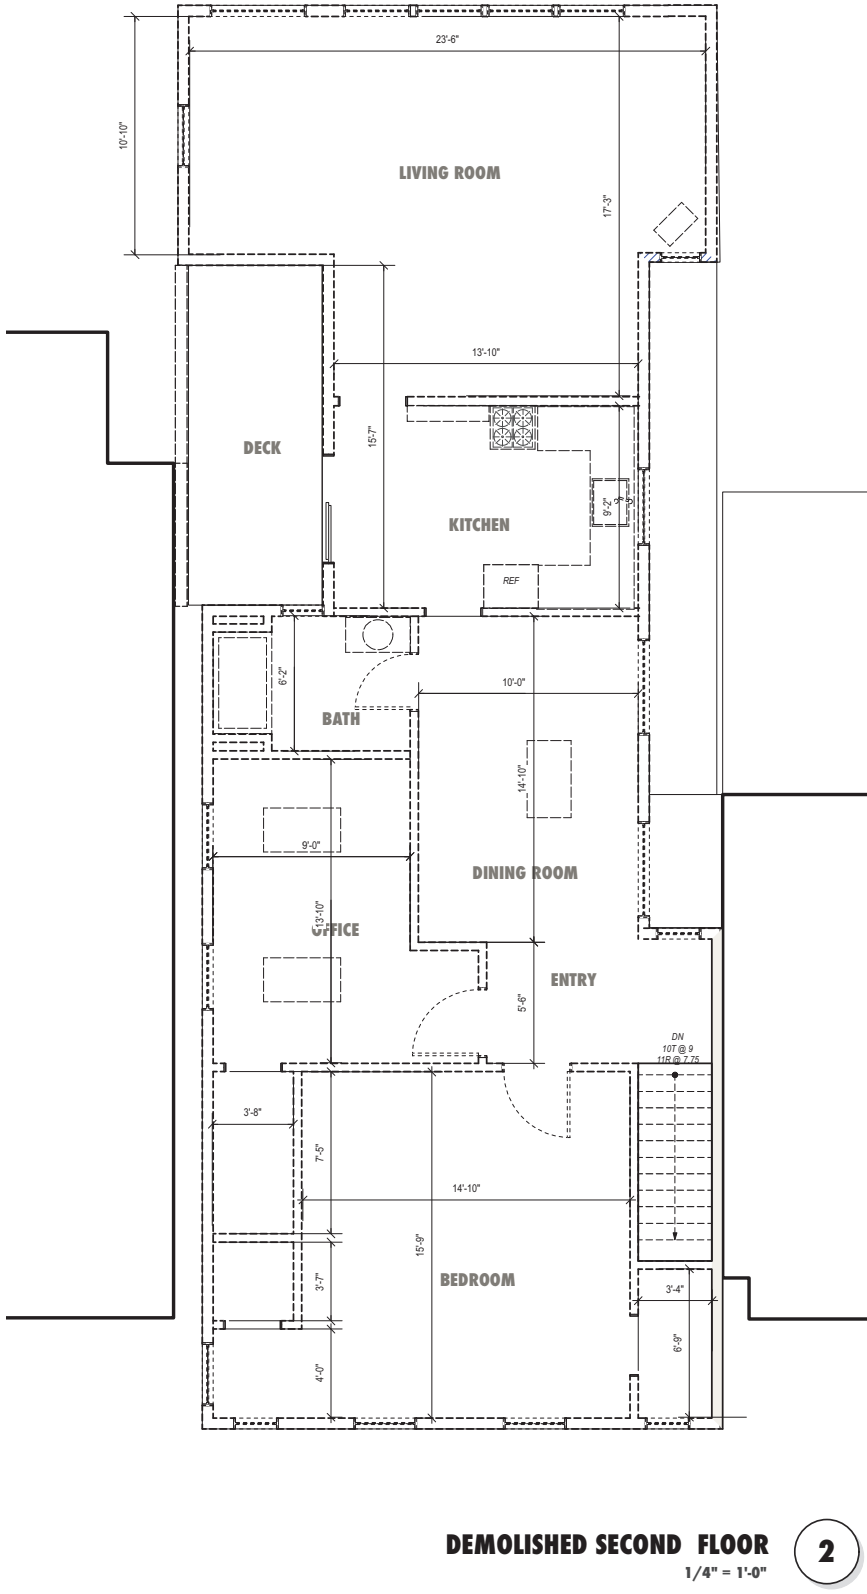 23'-6"
10'-10"
LIVING ROOM
17'-3"
13'-10"
15'-7"
DECK
KITCHEN
9'-2"
REF
6'-2"
10'-0"
BATH
14'-10"
9'-0"
DINING ROOM
13'-10"
OFFICE
ENTRY
5'-6"
DN
10T @ 9
11R @ 7.75
3'-8"
7'-5"
14'-10"
15'-9"
BEDROOM
3'-7"
3'-4"
6'-9"
4'-0"
DEMOLISHED SECOND FLOOR
2
1/4" = 1'-0"